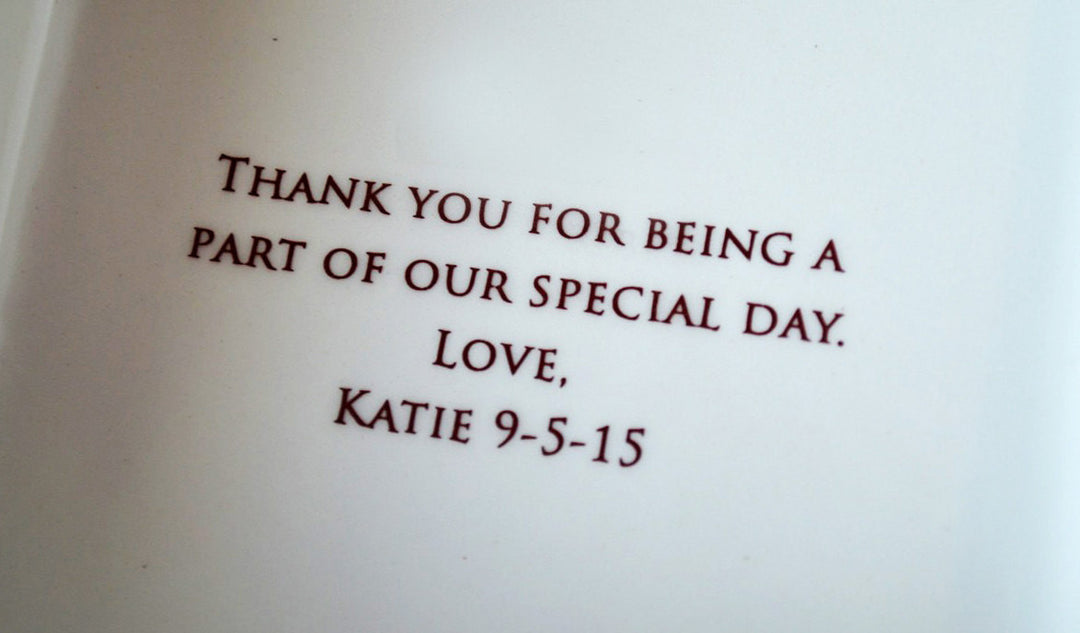 Thank you for being a
part of our special day.
Love,
Katie 9-5-15